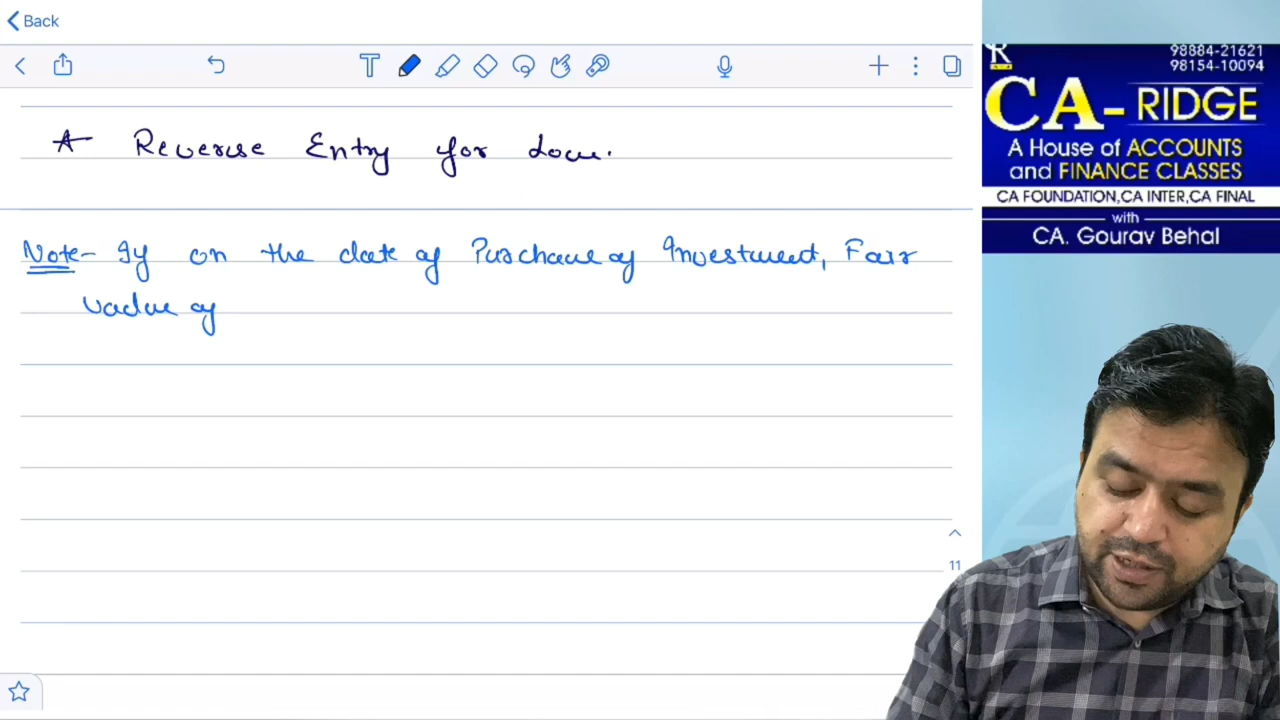 Back
98884-21621
98154-10094
R
CA- RIDGE
A House of ACCOUNTS
and FINANCE CLASSES
CA FOUNDATION,CA INTER,CA FINAL
with
CA. Gourav Behal
T
★ Reverse Entry for Loss.
Note- If on the date of Purchase of Investment, Fair
value of
11